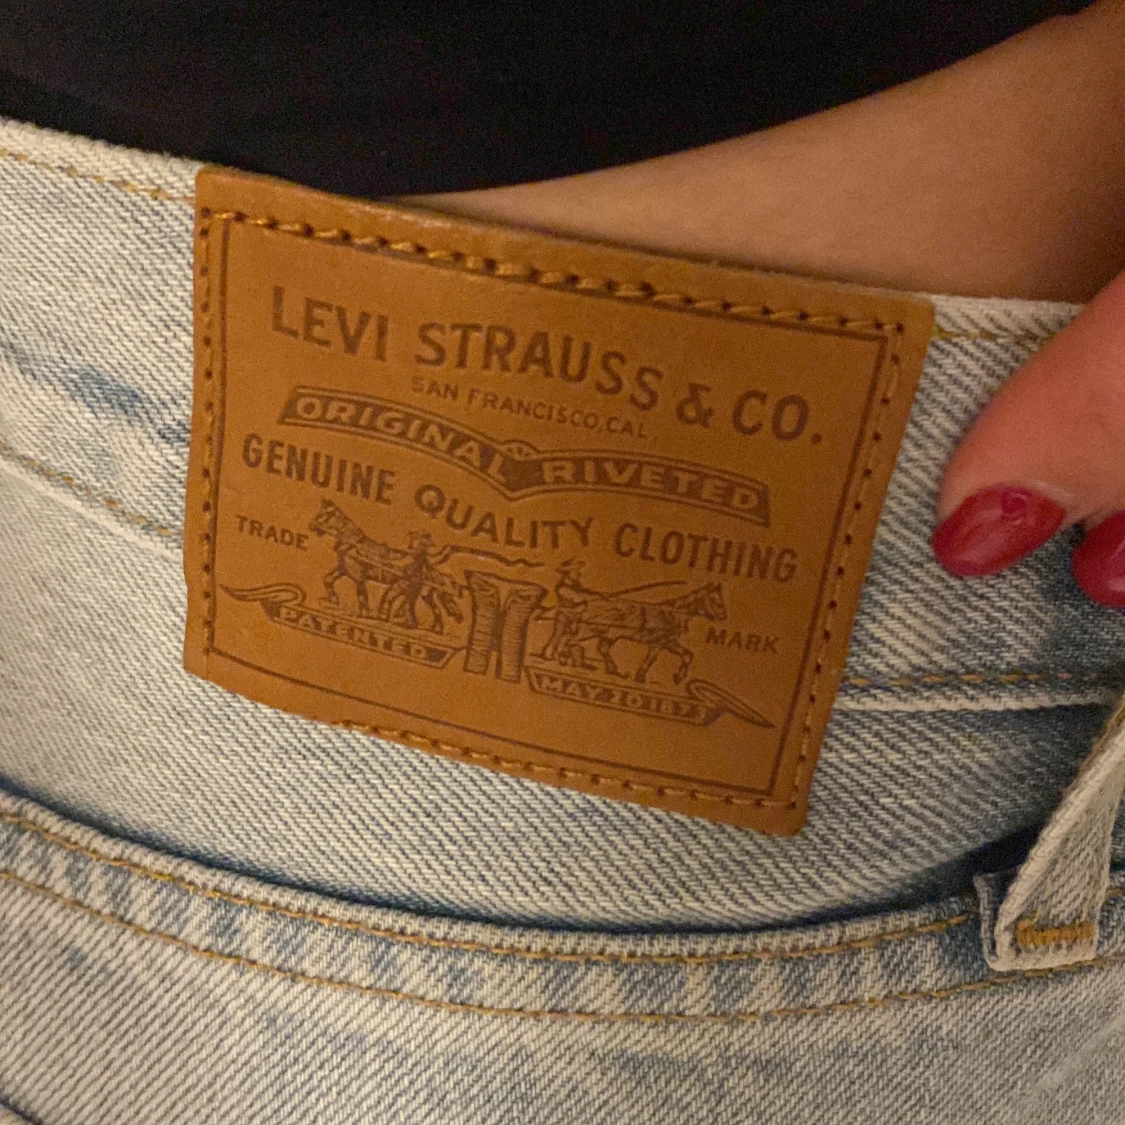 LEVI STRAUSS & CO.
SAN FRANCISCO, CAL.
ORIGINAL RIVETED
GENUINE QUALITY CLOTHING
TRADE MARK
PATENTED MAY 20 1873